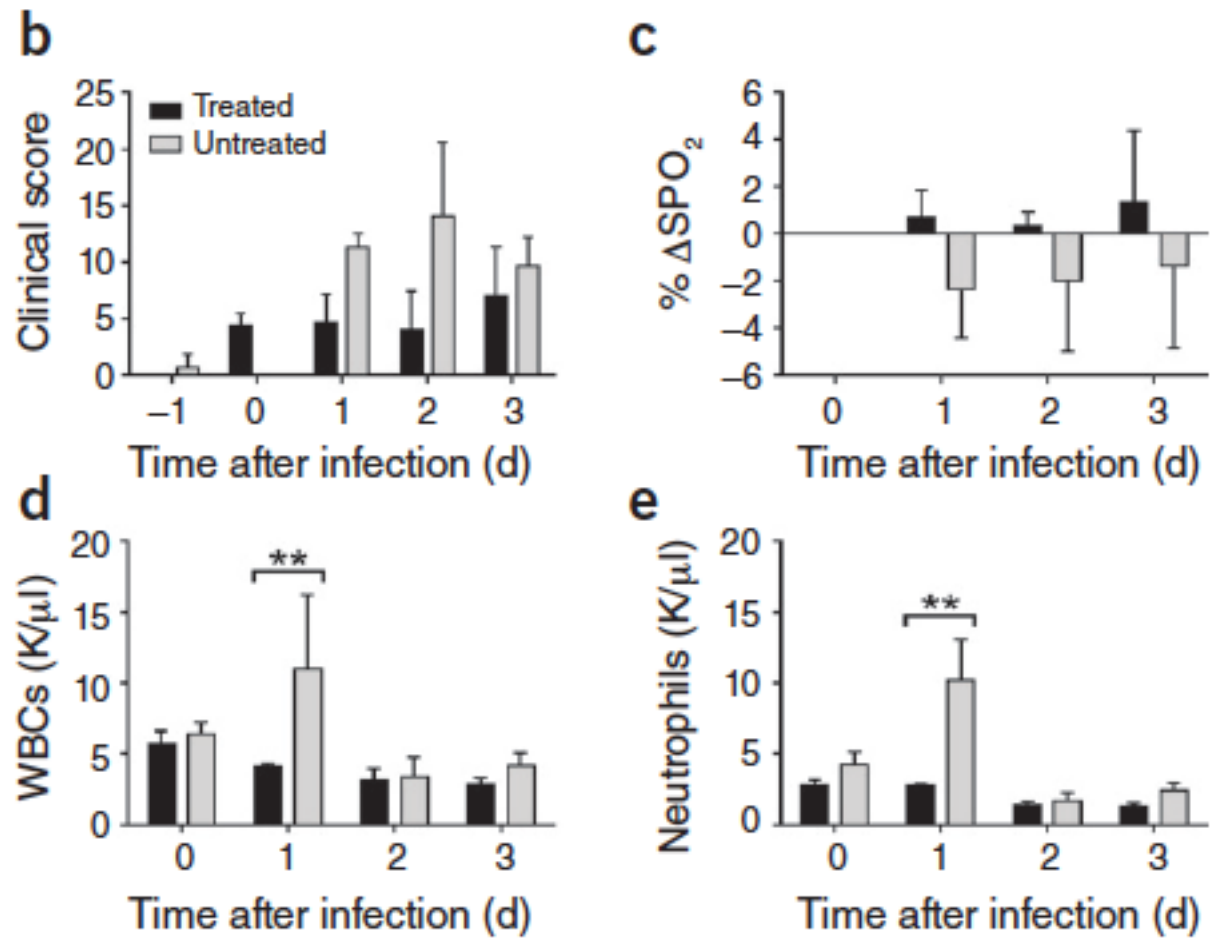 b
25
20
15
10
5
0
Clinical score
Treated
Untreated
–1 0 1 2 3
Time after infection (d)
c
6
4
2
0
–2
–4
–6
% ΔSPO₂
0 1 2 3
Time after infection (d)
d
20
15
10
5
0
WBCs (K/μl)
**
0 1 2 3
Time after infection (d)
e
20
15
10
5
0
Neutrophils (K/μl)
**
0 1 2 3
Time after infection (d)